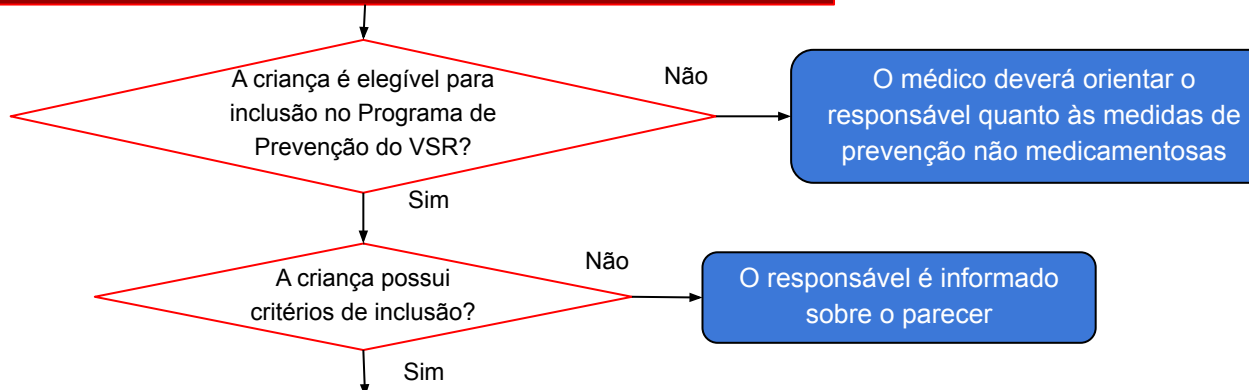 A criança é elegível para
inclusão no Programa de
Prevenção do VSR?
Não
O médico deverá orientar o
responsável quanto às medidas de
prevenção não medicamentosas
Sim
A criança possui
critérios de inclusão?
Não
O responsável é informado
sobre o parecer
Sim